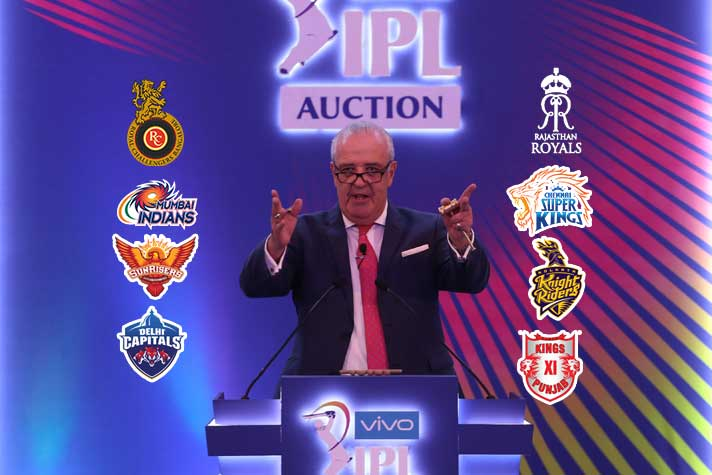 IPL
AUCTION
RC
ROYAL CHALLENGERS
MUMBAI
INDIANS
SUNRISERS
DELHI
CAPITALS
RAJASTHAN
ROYALS
CHENNAI
SUPER
KINGS
KOLKATA
Knight
Riders
KINGS
XI
PUNJAB
vivo
IPL